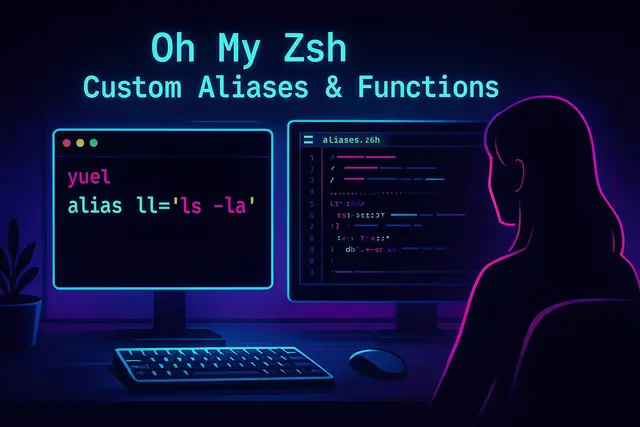 Oh My Zsh
Custom Aliases & Functions
yuel
alias ll='ls -la'
aliases.26h